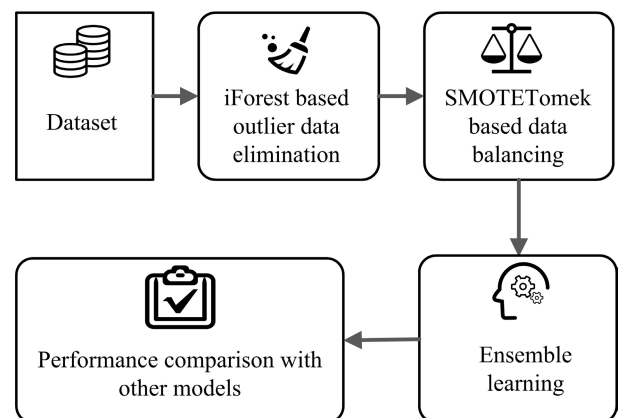 Dataset
iForest based
outlier data
elimination
SMOTETomek
based data
balancing
Performance comparison with
other models
Ensemble
learning